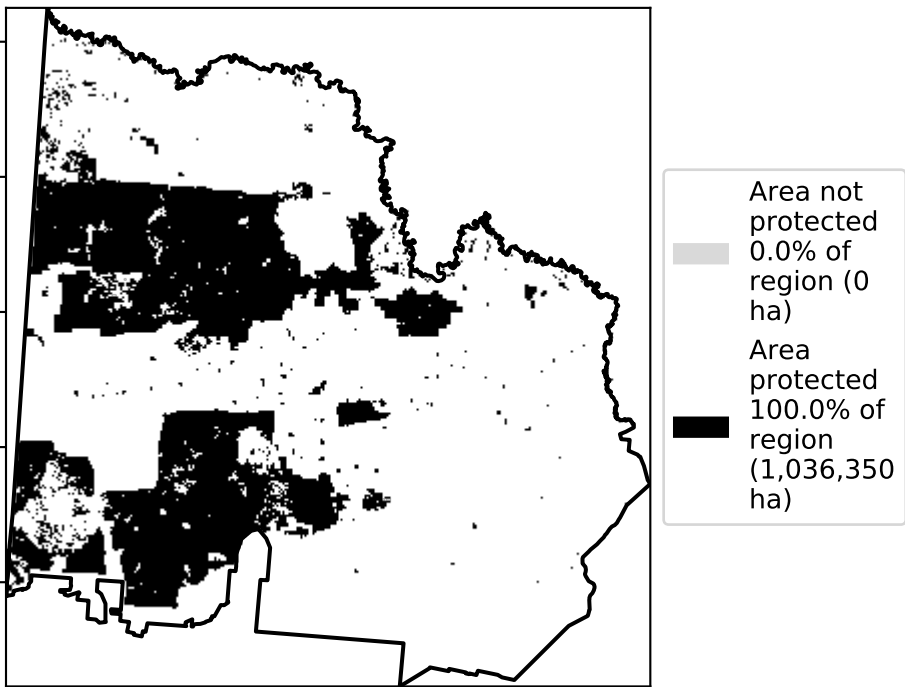 Area not
protected
0.0% of
region (0
ha)
Area
protected
100.0% of
region
(1,036,350
ha)